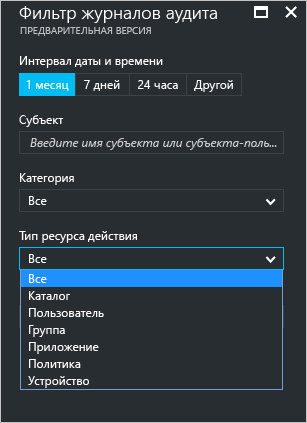 Фильтр журналов аудита
ПРЕДВАРИТЕЛЬНАЯ ВЕРСИЯ
Интервал даты и времени
1 месяц 7 дней 24 часа Другой
Субъект
Введите имя субъекта или субъекта-поль...
Категория
Все
Тип ресурса действия
Все
Все
Каталог
Пользователь
Группа
Приложение
Политика
Устройство